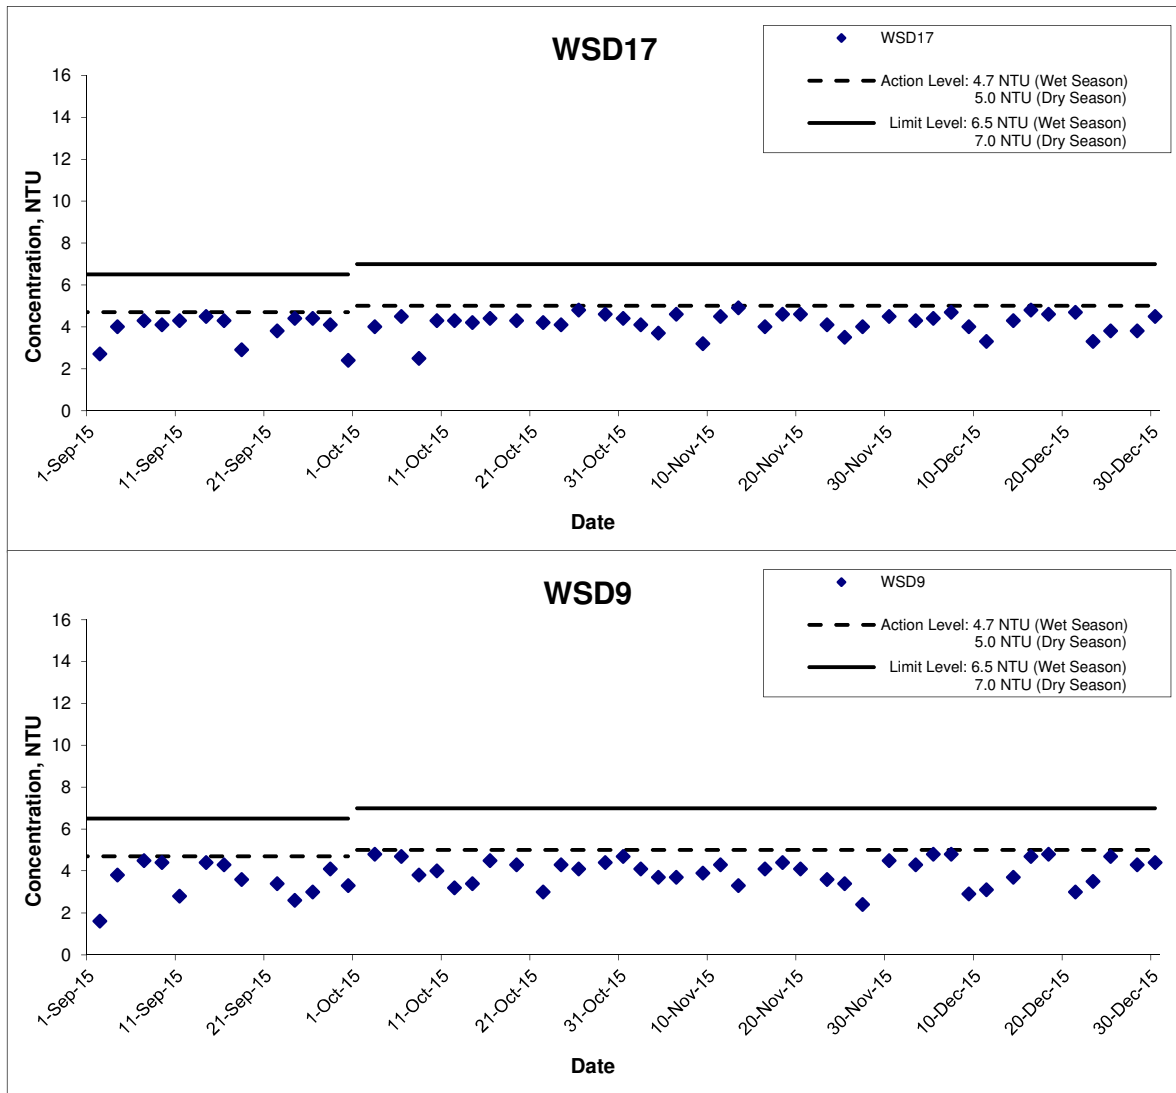 WSD17
WSD17
Action Level: 4.7 NTU (Wet Season)
5.0 NTU (Dry Season)
Limit Level: 6.5 NTU (Wet Season)
7.0 NTU (Dry Season)
Concentration, NTU
16
14
12
10
8
6
4
2
0
1-Sep-15
11-Sep-15
21-Sep-15
1-Oct-15
11-Oct-15
21-Oct-15
31-Oct-15
10-Nov-15
20-Nov-15
30-Nov-15
10-Dec-15
20-Dec-15
30-Dec-15
Date
WSD9
WSD9
Action Level: 4.7 NTU (Wet Season)
5.0 NTU (Dry Season)
Limit Level: 6.5 NTU (Wet Season)
7.0 NTU (Dry Season)
Concentration, NTU
16
14
12
10
8
6
4
2
0
1-Sep-15
11-Sep-15
21-Sep-15
1-Oct-15
11-Oct-15
21-Oct-15
31-Oct-15
10-Nov-15
20-Nov-15
30-Nov-15
10-Dec-15
20-Dec-15
30-Dec-15
Date